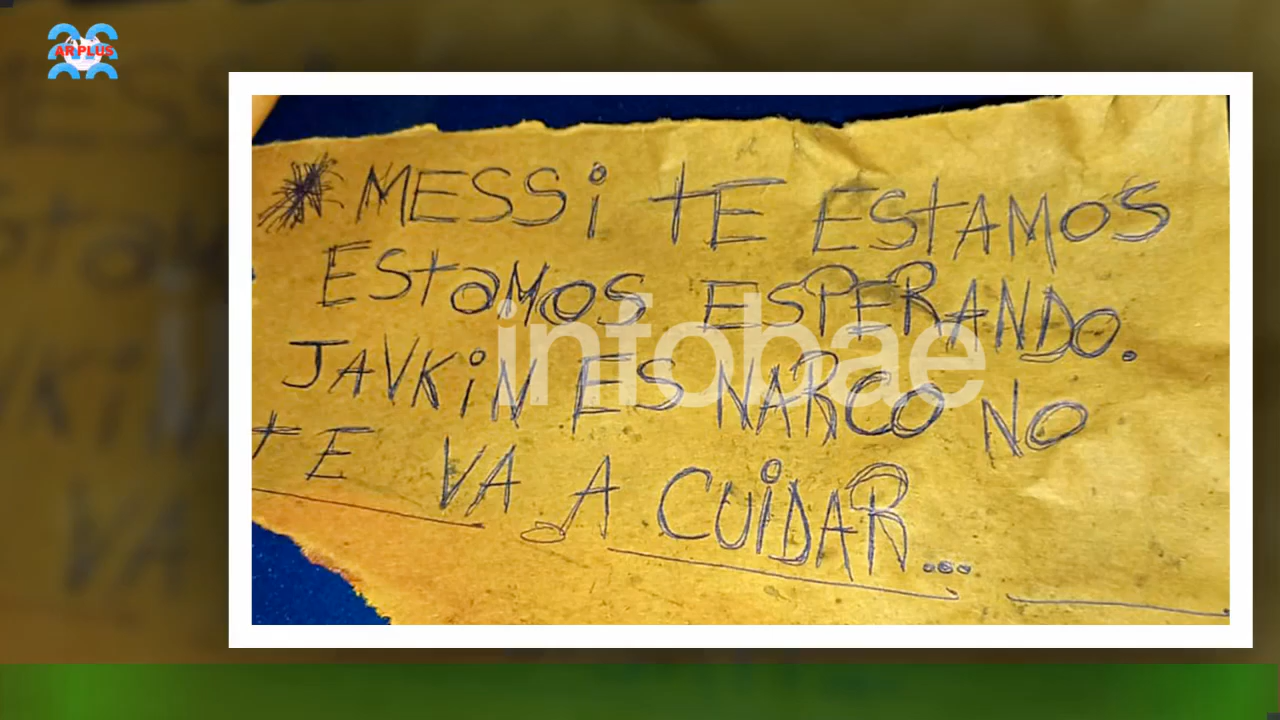 AR PLUS
MESSi tE EStAMOS
EStaMOS ESPERANDO.
infobae
JAVKiN ES NARCO NO
tE VA A CUiDAR...